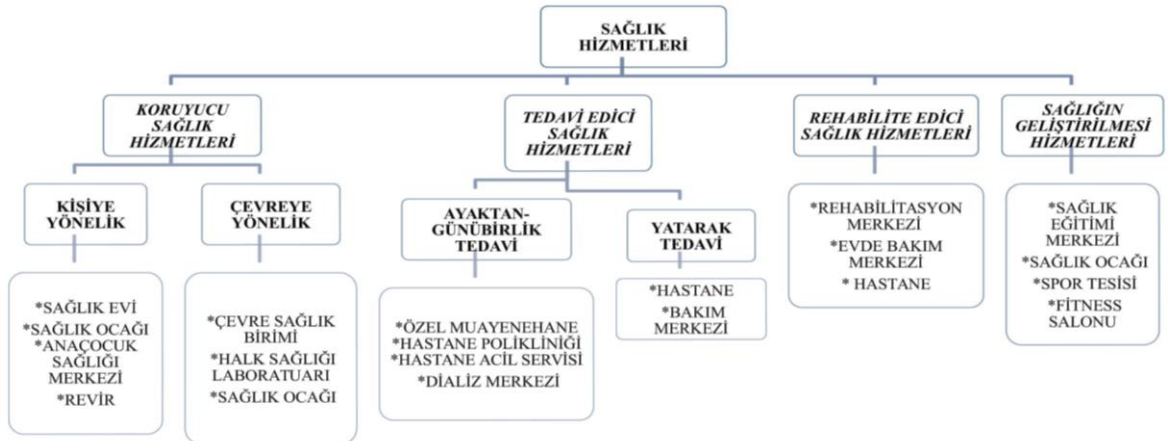 SAĞLIK
HİZMETLERİ
KORUYUCU
SAĞLIK
HİZMETLERİ
TEDAVİ EDİCİ
SAĞLIK
HİZMETLERİ
REHABİLİTE EDİCİ
SAĞLIK HİZMETLERİ
SAĞLIĞIN
GELİŞTİRİLMESİ
HİZMETLERİ
KİŞİYE
YÖNELİK
ÇEVREYE
YÖNELİK
AYAKTAN-
GÜNÜBİRLİK
TEDAVİ
YATARAK
TEDAVİ
*REHABİLİTASYON
MERKEZİ
*EVDE BAKIM
MERKEZİ
* HASTANE
*SAĞLIK
EĞİTİMİ
MERKEZİ
*SAĞLIK OCAĞI
*SPOR TESİSİ
*FİTNESS
SALONU
*SAĞLIK EVİ
*SAĞLIK OCAĞI
*ANAÇOCUK
SAĞLIĞI
MERKEZİ
*REVİR
*ÇEVRE SAĞLIK
BİRİMİ
*HALK SAĞLIĞI
LABORATUARI
*SAĞLIK OCAĞI
*ÖZEL MUAYENEHANE
*HASTANE POLİKLİNİĞİ
*HASTANE ACİL SERVİSİ
*DİALİZ MERKEZİ
*HASTANE
*BAKIM
MERKEZİ